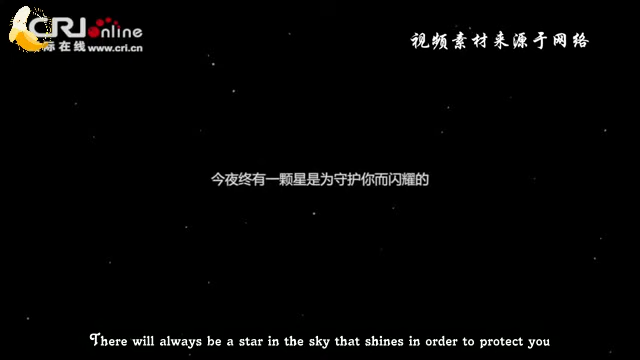 CRI online
际在线 www.cri.cn
视频素材来源于网络
今夜终有一颗星是为守护你而闪耀的
There will always be a star in the sky that shines in order to protect you